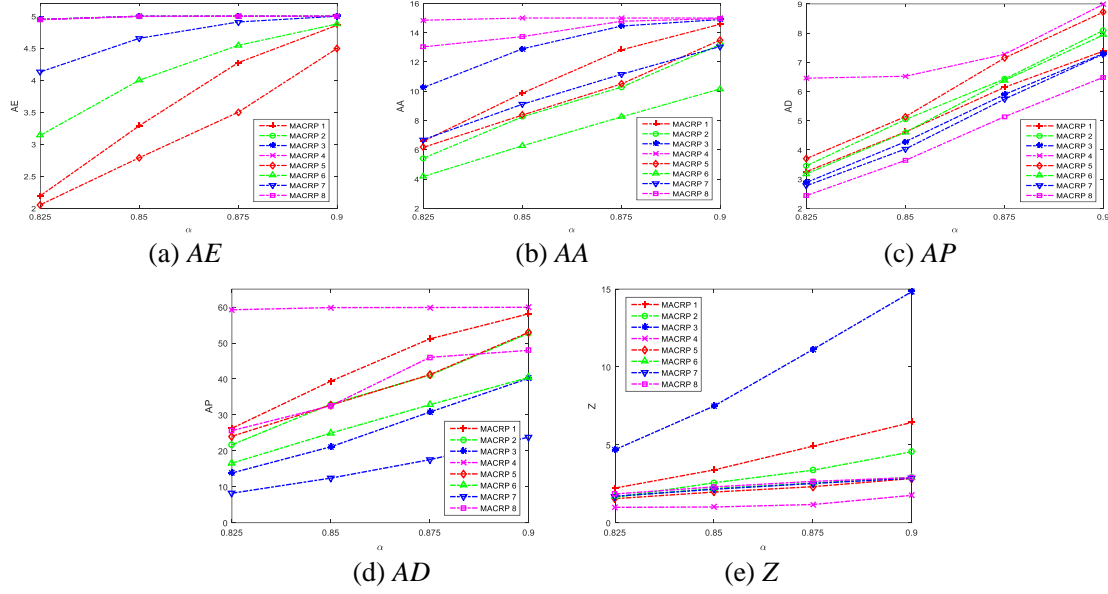 AE
5
4.5
4
3.5
3
2.5
2
0.825 0.85 0.875 0.9
α
MACRP 1
MACRP 2
MACRP 3
MACRP 4
MACRP 5
MACRP 6
MACRP 7
MACRP 8
(a) AE
AA
16
14
12
10
8
6
4
2
0.825 0.85 0.875 0.9
α
MACRP 1
MACRP 2
MACRP 3
MACRP 4
MACRP 5
MACRP 6
MACRP 7
MACRP 8
(b) AA
AD
9
8
7
6
5
4
3
2
0.825 0.85 0.875 0.9
α
MACRP 1
MACRP 2
MACRP 3
MACRP 4
MACRP 5
MACRP 6
MACRP 7
MACRP 8
(c) AP
AP
60
50
40
30
20
10
0
0.825 0.85 0.875 0.9
α
MACRP 1
MACRP 2
MACRP 3
MACRP 4
MACRP 5
MACRP 6
MACRP 7
MACRP 8
(d) AD
Z
15
10
5
0
0.825 0.85 0.875 0.9
α
MACRP 1
MACRP 2
MACRP 3
MACRP 4
MACRP 5
MACRP 6
MACRP 7
MACRP 8
(e) Z